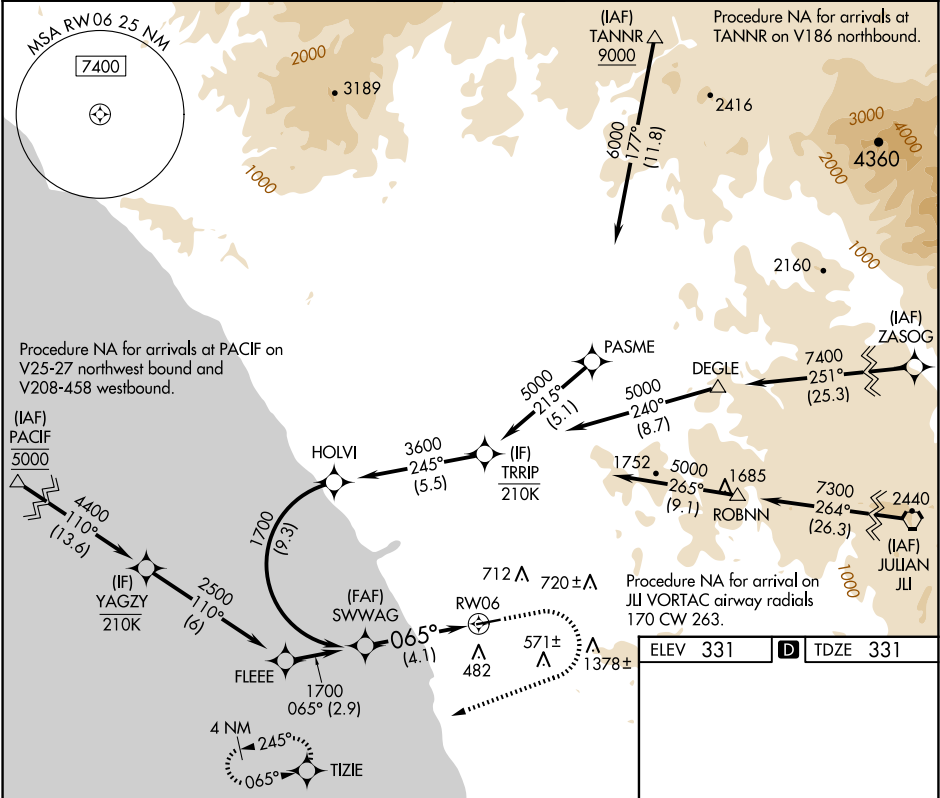 MSA RW06 25 NM
7400
3189
2000
1000
(IAF)
TANNR
9000
6000
177°
(11.8)
Procedure NA for arrivals at
TANNR on V186 northbound.
2416
3000
4000
4360
2000
1000
2160
Procedure NA for arrivals at PACIF on
V25-27 northwest bound and
V208-458 westbound.
(IAF)
PACIF
5000
4400
110°
(13.6)
(IF)
YAGZY
210K
2500
110°
(6)
FLEEE
1700
065° (2.9)
HOLVI
1700
(9.3)
3600
245°
(5.5)
(IF)
TRRIP
210K
PASME
5000
215°
(5.1)
DEGLE
5000
240°
(8.7)
(IAF)
ZASOG
7400
251°
(25.3)
1752
5000
265°
(9.1)
1685
ROBNN
7300
264°
(26.3)
2440
(IAF)
JULIAN
JLI
1000
Procedure NA for arrival on
JLI VORTAC airway radials
170 CW 263.
(FAF)
SWWAG
065°
(4.1)
RW06
712
720±
482
571±
1378±
4 NM
245°
065°
TIZIE
ELEV 331 D TDZE 331